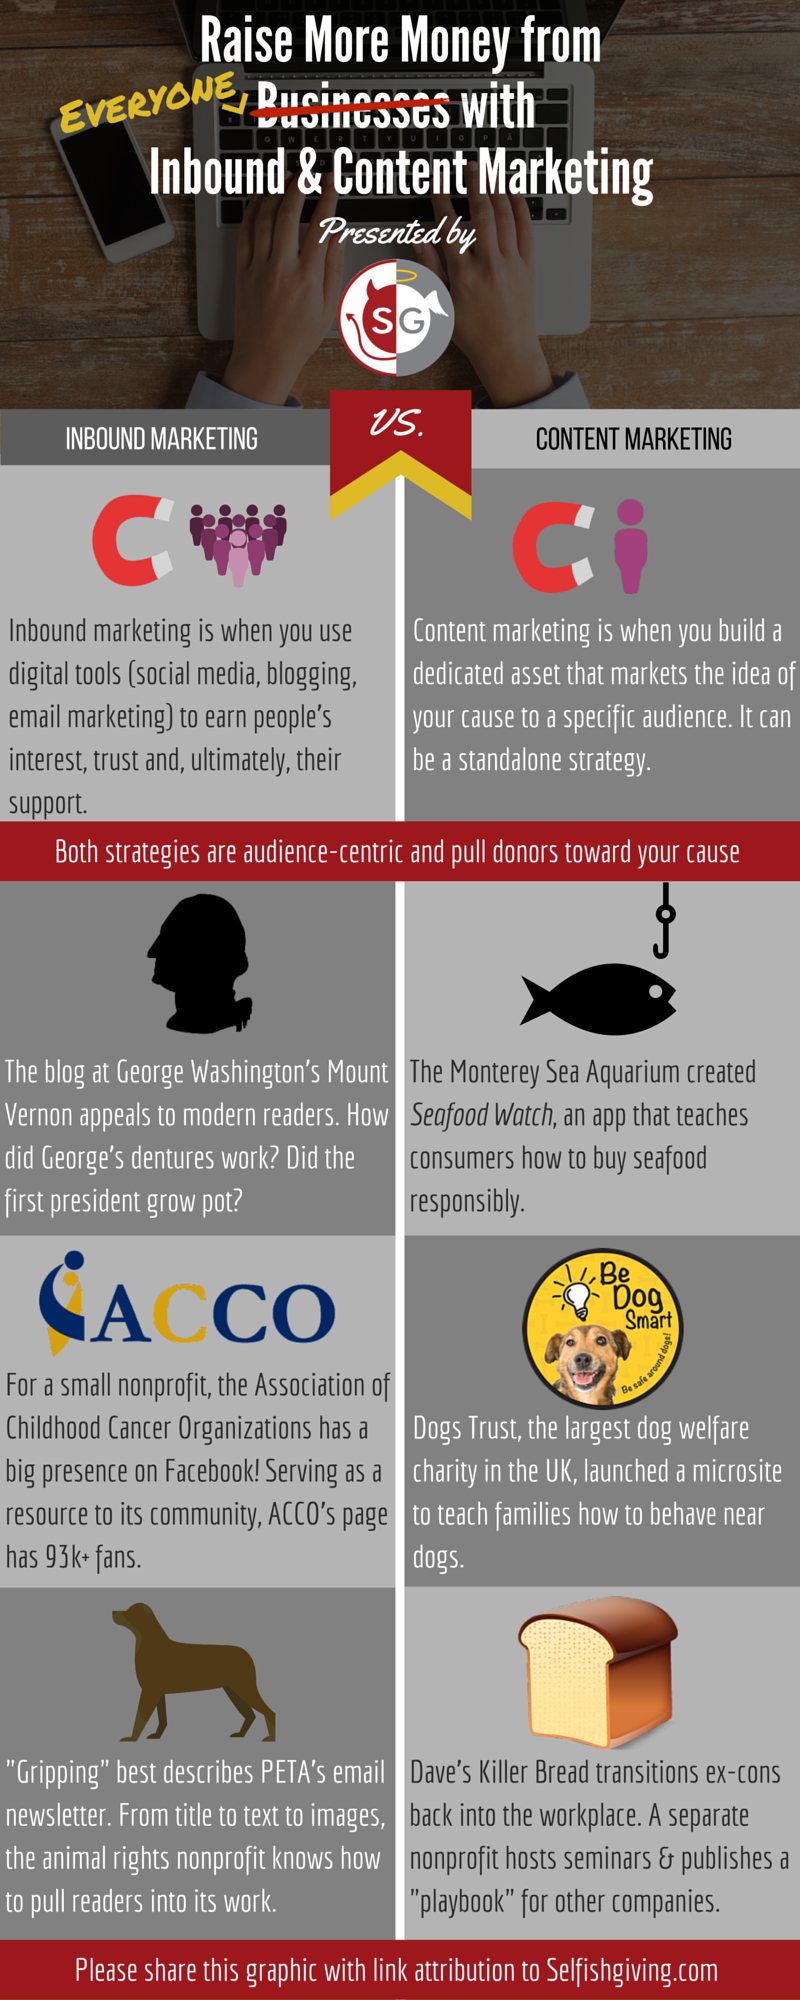 Raise More Money from
EVERYONE
Businesses with
Inbound & Content Marketing
Presented by
SG
VS.
INBOUND MARKETING
CONTENT MARKETING
Inbound marketing is when you use
digital tools (social media, blogging,
email marketing) to earn people's
interest, trust and, ultimately, their
support.
Content marketing is when you build a
dedicated asset that markets the idea of
your cause to a specific audience. It can
be a standalone strategy.
Both strategies are audience-centric and pull donors toward your cause
The blog at George Washington's Mount
Vernon appeals to modern readers. How
did George's dentures work? Did the
first president grow pot?
The Monterey Sea Aquarium created
Seafood Watch, an app that teaches
consumers how to buy seafood
responsibly.
ACCO
For a small nonprofit, the Association of
Childhood Cancer Organizations has a
big presence on Facebook! Serving as a
resource to its community, ACCO's page
has 93k+ fans.
Be
Dog
Smart
Be safe around dogs!
Dogs Trust, the largest dog welfare
charity in the UK, launched a microsite
to teach families how to behave near
dogs.
"Gripping" best describes PETA's email
newsletter. From title to text to images,
the animal rights nonprofit knows how
to pull readers into its work.
Dave's Killer Bread transitions ex-cons
back into the workplace. A separate
nonprofit hosts seminars & publishes a
"playbook" for other companies.
Please share this graphic with link attribution to Selfishgiving.com